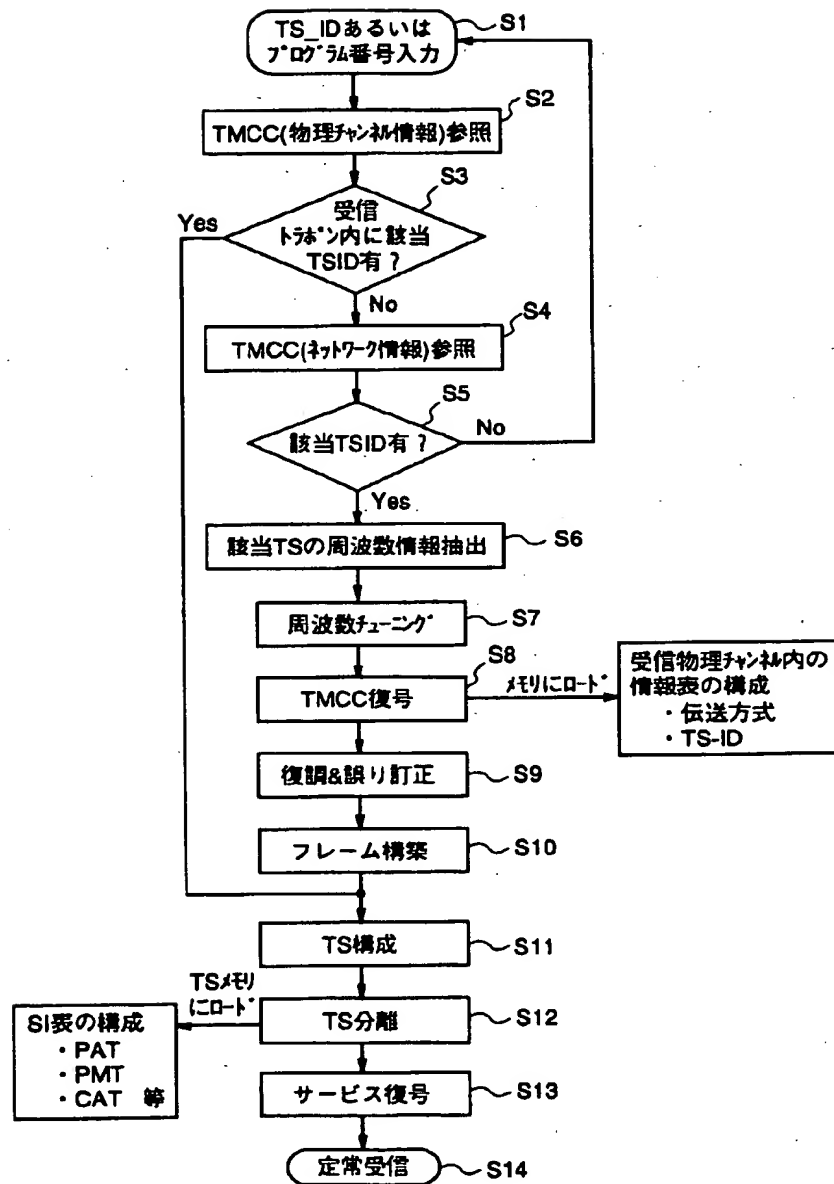 TS_IDあるいは
プログラム番号入力
S1
S2
TMCC(物理チャンネル情報)参照
S3
受信
トラポン内に該当
TSID有?
Yes
No
S4
TMCC(ネットワーク情報)参照
S5
該当TSID有?
No
Yes
該当TSの周波数情報抽出
S6
周波数チューニング
S7
S8
TMCC復号
メモリにロード
受信物理チャンネル内の
情報表の構成
・伝送方式
・TS-ID
復調&誤り訂正
S9
フレーム構築
S10
TS構成
S11
TSメモリ
にロード
TS分離
S12
SI表の構成
・PAT
・PMT
・CAT 等
サービス復号
S13
定常受信
S14